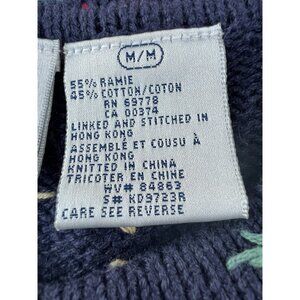 M/M
55% RAMIE
45% COTTON/COTON
RN 69778
CA 00374
LINKED AND STITCHED IN
HONG KONG
ASSEMBLÉ ET COUSU À
HONG KONG
KNITTED IN CHINA
TRICOTER EN CHINE
WV# 84863
S# KD9723R
CARE SEE REVERSE